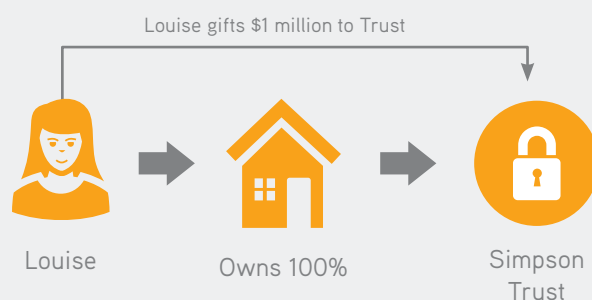 Louise gifts $1 million to Trust
Louise
Owns 100%
Simpson
Trust